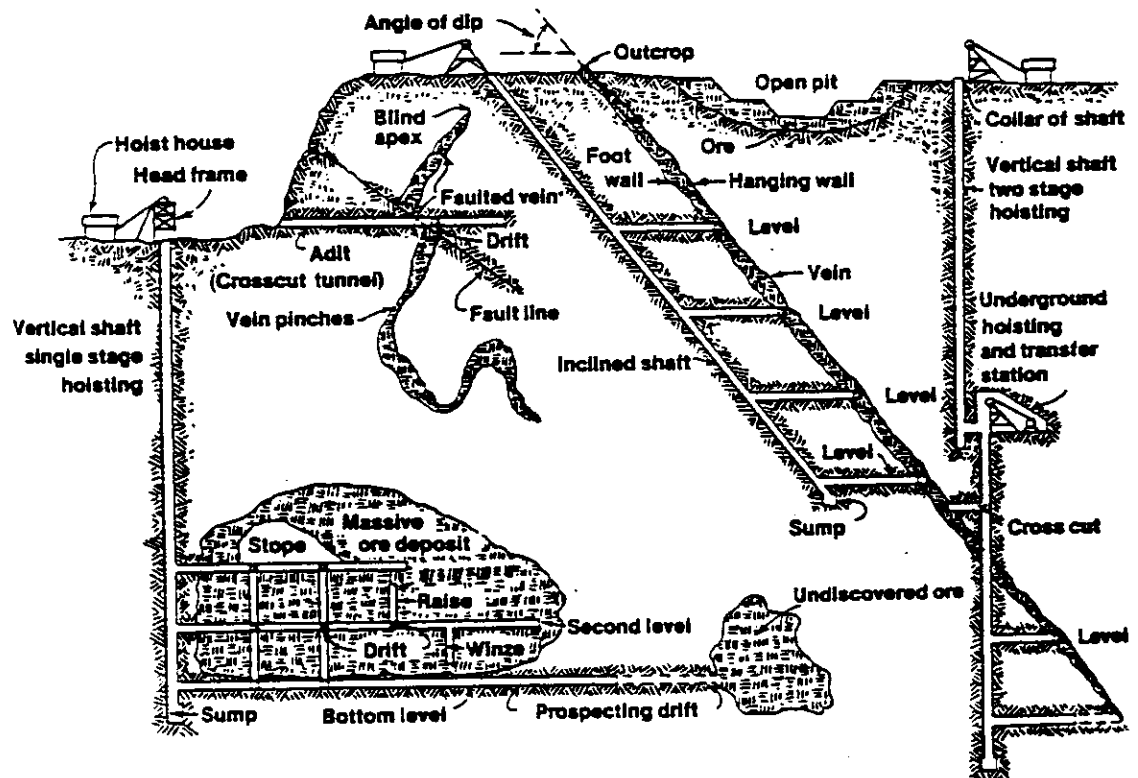 Angle of dip
Outcrop
Open pit
Blind
apex
Hoist house
Head frame
Foot
wall
Ore
Collar of shaft
Hanging wall
Vertical shaft
two stage
hoisting
Faulted vein
Drift
Level
Adit
(Crosscut tunnel)
Vein
Vein pinches
Fault line
Level
Underground
hoisting
and transfer
station
Vertical shaft
single stage
hoisting
Inclined shaft
Level
Level
Massive
ore deposit
Stope
Sump
Cross cut
Raise
Undiscovered ore
Second level
Drift
Winze
Level
Sump
Bottom level
Prospecting drift